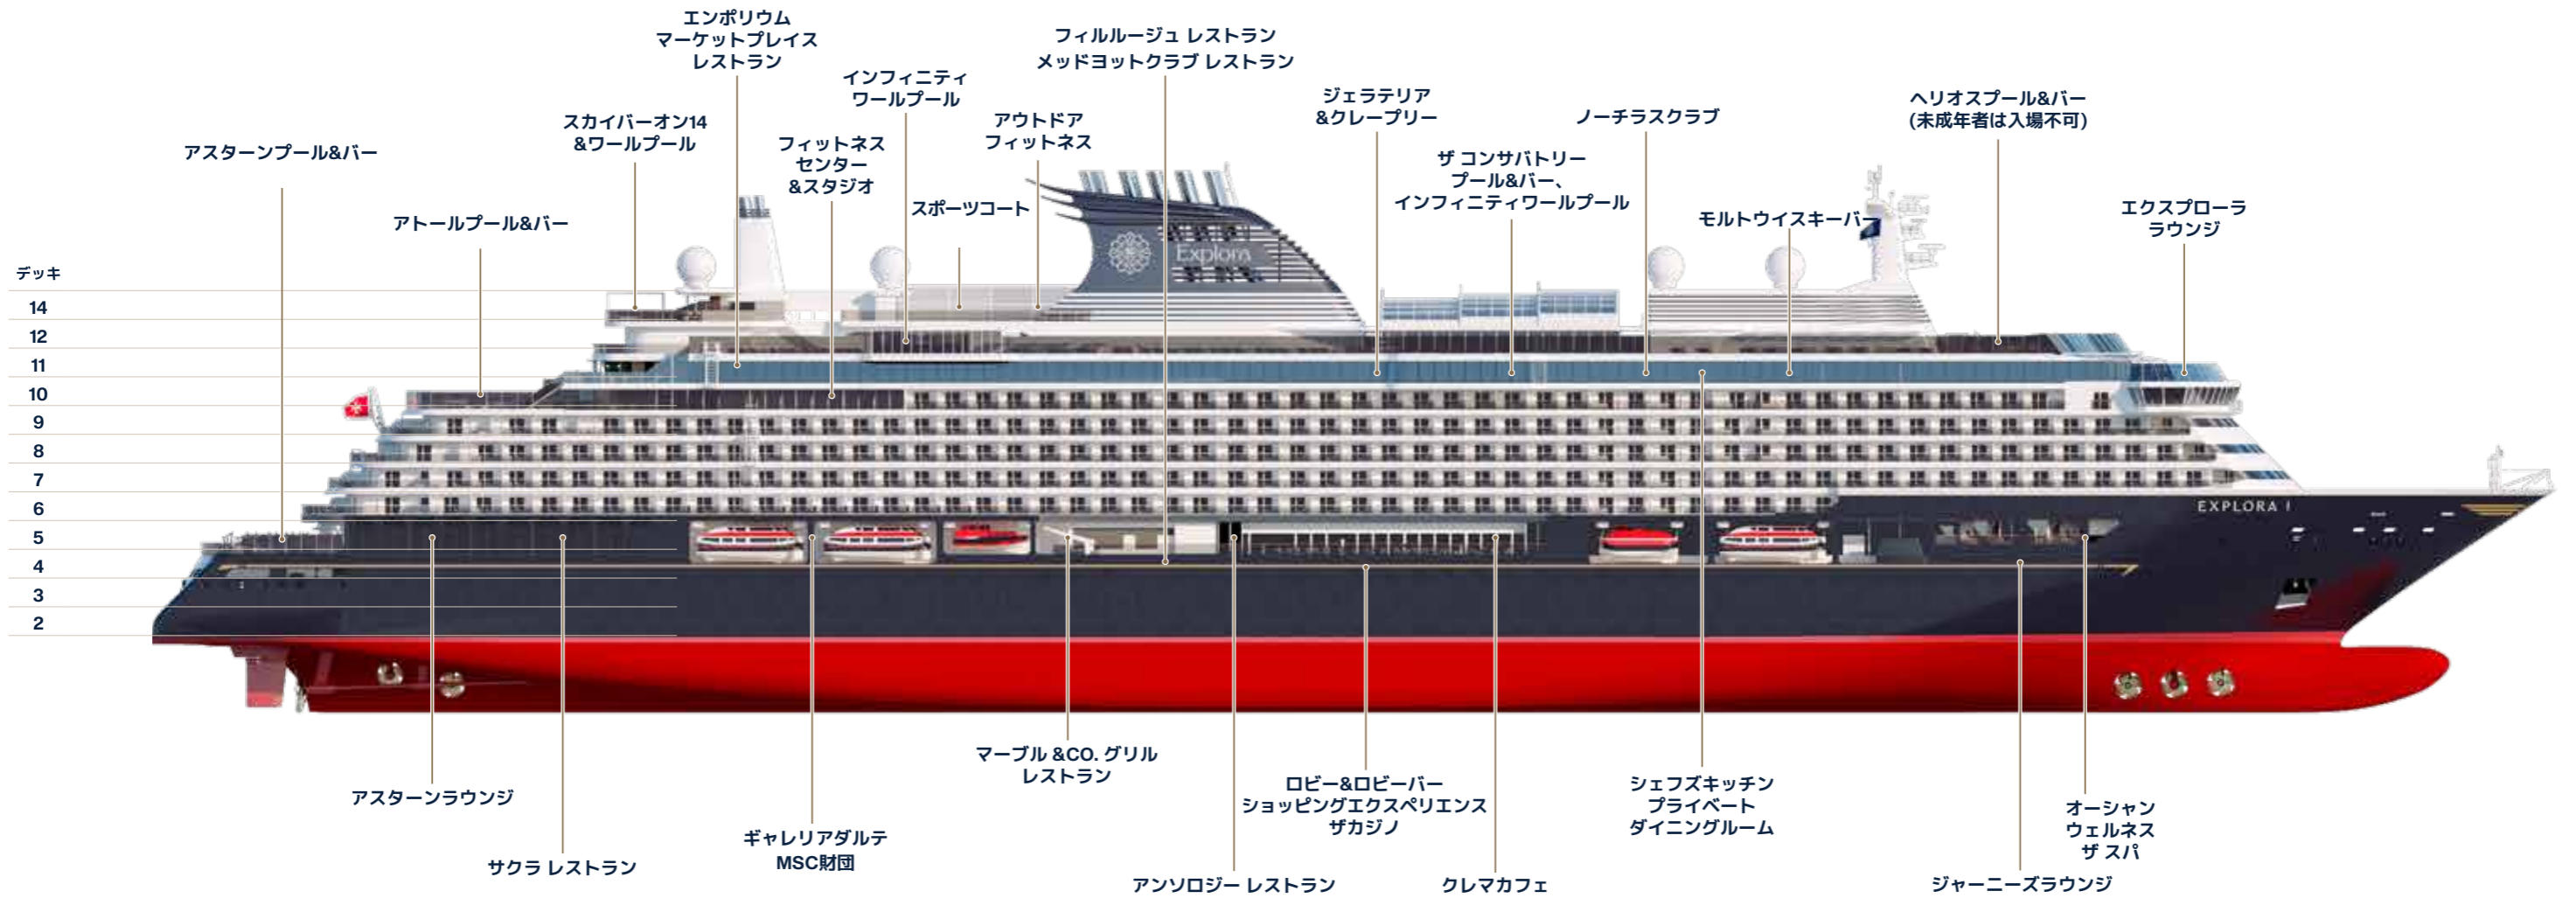 エンポリウム
マーケットプレイス
レストラン
フィルルージュ レストラン
メッドヨットクラブ レストラン
インフィニティ
ワールプール
ジェラテリア
&クレープリー
ヘリオスプール&バー
(未成年者は入場不可)
スカイバーオン14
&ワールプール
アウトドア
フィットネス
ノーチラスクラブ
アスターンプール&バー
フィットネス
センター
&スタジオ
ザ コンサバトリー
プール&バー、
インフィニティワールプール
スポーツコート
アトールプール&バー
モルトウイスキーバー
エクスプローラ
ラウンジ
Explora
デッキ
14
12
11
10
9
8
7
6
5
4
3
2
EXPLORA I
アスターンラウンジ
サクラ レストラン
ギャレリアダルテ
MSC財団
マーブル &CO. グリル
レストラン
アンソロジー レストラン
ロビー&ロビーバー
ショッピングエクスペリエンス
ザカジノ
クレマカフェ
シェフズキッチン
プライベート
ダイニングルーム
ジャーニーズラウンジ
オーシャン
ウェルネス
ザ スパ